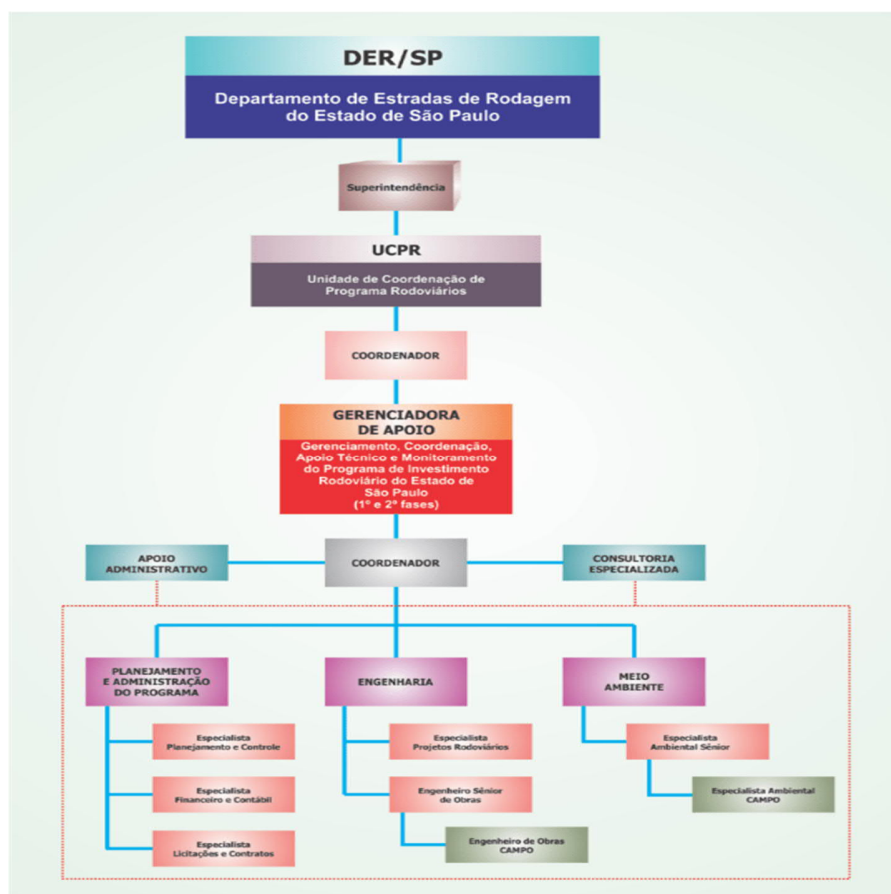 DER/SP
Departamento de Estradas de Rodagem
do Estado de São Paulo
Superintendência
UCPR
Unidade de Coordenação de
Programa Rodoviários
COORDENADOR
GERENCIADORA
DE APOIO
Gerenciamento, Coordenação,
Apoio Técnico e Monitoramento
do Programa de Investimento
Rodoviário do Estado de
São Paulo
(1º e 2º fases)
APOIO
ADMINISTRATIVO
COORDENADOR
CONSULTORIA
ESPECIALIZADA
PLANEJAMENTO
E ADMINISTRAÇÃO
DO PROGRAMA
ENGENHARIA
MEIO
AMBIENTE
Especialista
Planejamento e Controle
Especialista
Projetos Rodoviários
Especialista
Ambiental Sênior
Especialista
Financeiro e Contábil
Engenheiro Sênior
de Obras
Especialista Ambiental
CAMPO
Especialista
Licitações e Contratos
Engenheiro de Obras
CAMPO